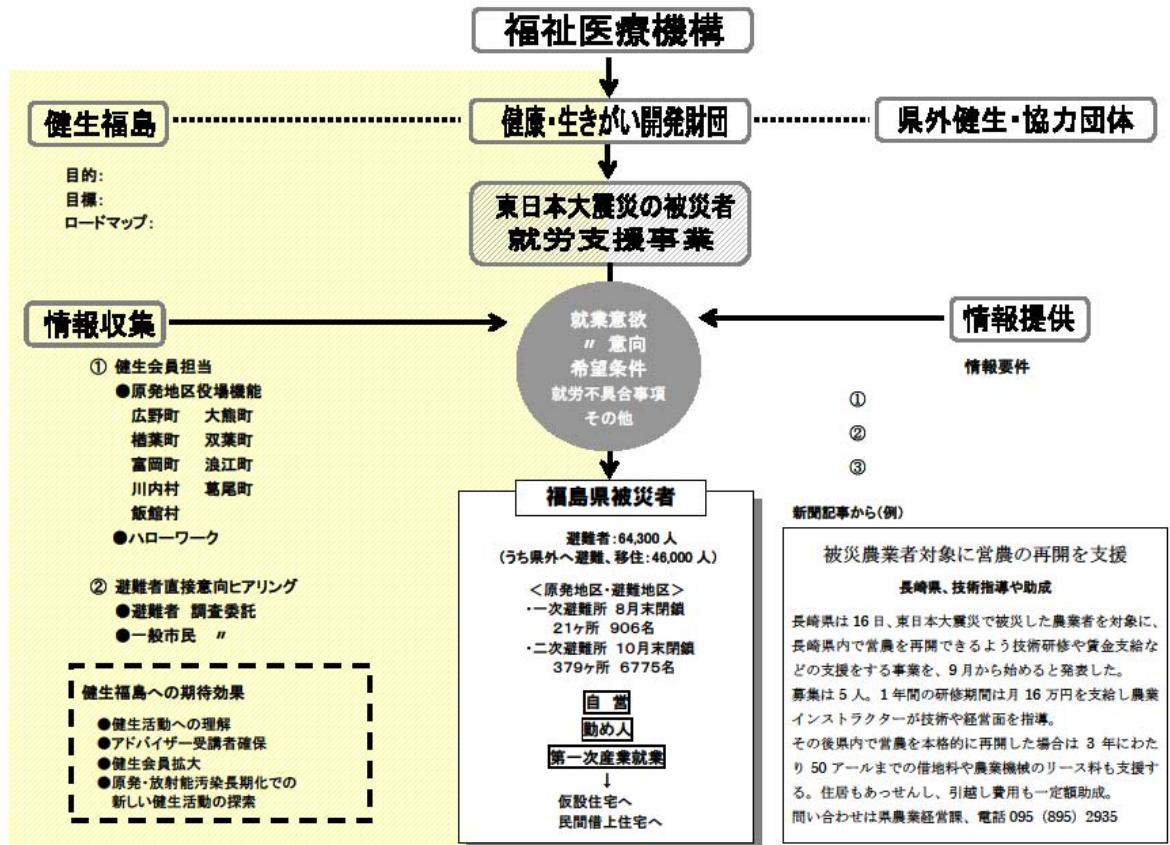 福祉医療機構
健生福島
健康・生きがい開発財団
県外健生・協力団体
目的：
目標：
ロードマップ：
東日本大震災の被災者
就労支援事業
情報収集
① 健生会員担当
●原発地区役場機能
広野町 大熊町
楢葉町 双葉町
富岡町 浪江町
川内村 葛尾町
飯館村
●ハローワーク
② 避難者直接意向ヒアリング
●避難者 調査委託
●一般市民 〃
健生福島への期待効果
●健生活動への理解
●アドバイザー受講者確保
●健生会員拡大
●原発・放射能汚染長期化での
新しい健生活動の探索
就業意欲
〃 意向
希望条件
就労不具合事項
その他
福島県被災者
避難者：64,300人
（うち県外へ避難、移住：46,000人）
＜原発地区・避難地区＞
・一次避難所 8月末閉鎖
21ヶ所 906名
・二次避難所 10月末閉鎖
379ヶ所 6775名
自 営
勤め人
第一次産業就業
↓
仮設住宅へ
民間借上住宅へ
情報提供
情報要件
①
②
③
新聞記事から（例）
被災農業者対象に営農の再開を支援
長崎県、技術指導や助成
長崎県は16日、東日本大震災で被災した農業者を対象に、
長崎県内で営農を再開できるよう技術研修や賃金支給な
どの支援をする事業を、9月から始めると発表した。
募集は5人。1年間の研修期間は月16万円を支給し農業
インストラクターが技術や経営面を指導。
その後県内で営農を本格的に再開した場合は3年にわた
り50アールまでの借地料や農業機械のリース料も支援す
る。住居もあっせんし、引越し費用も一定額助成。
問い合わせは県農業経営課、電話095（895）2935